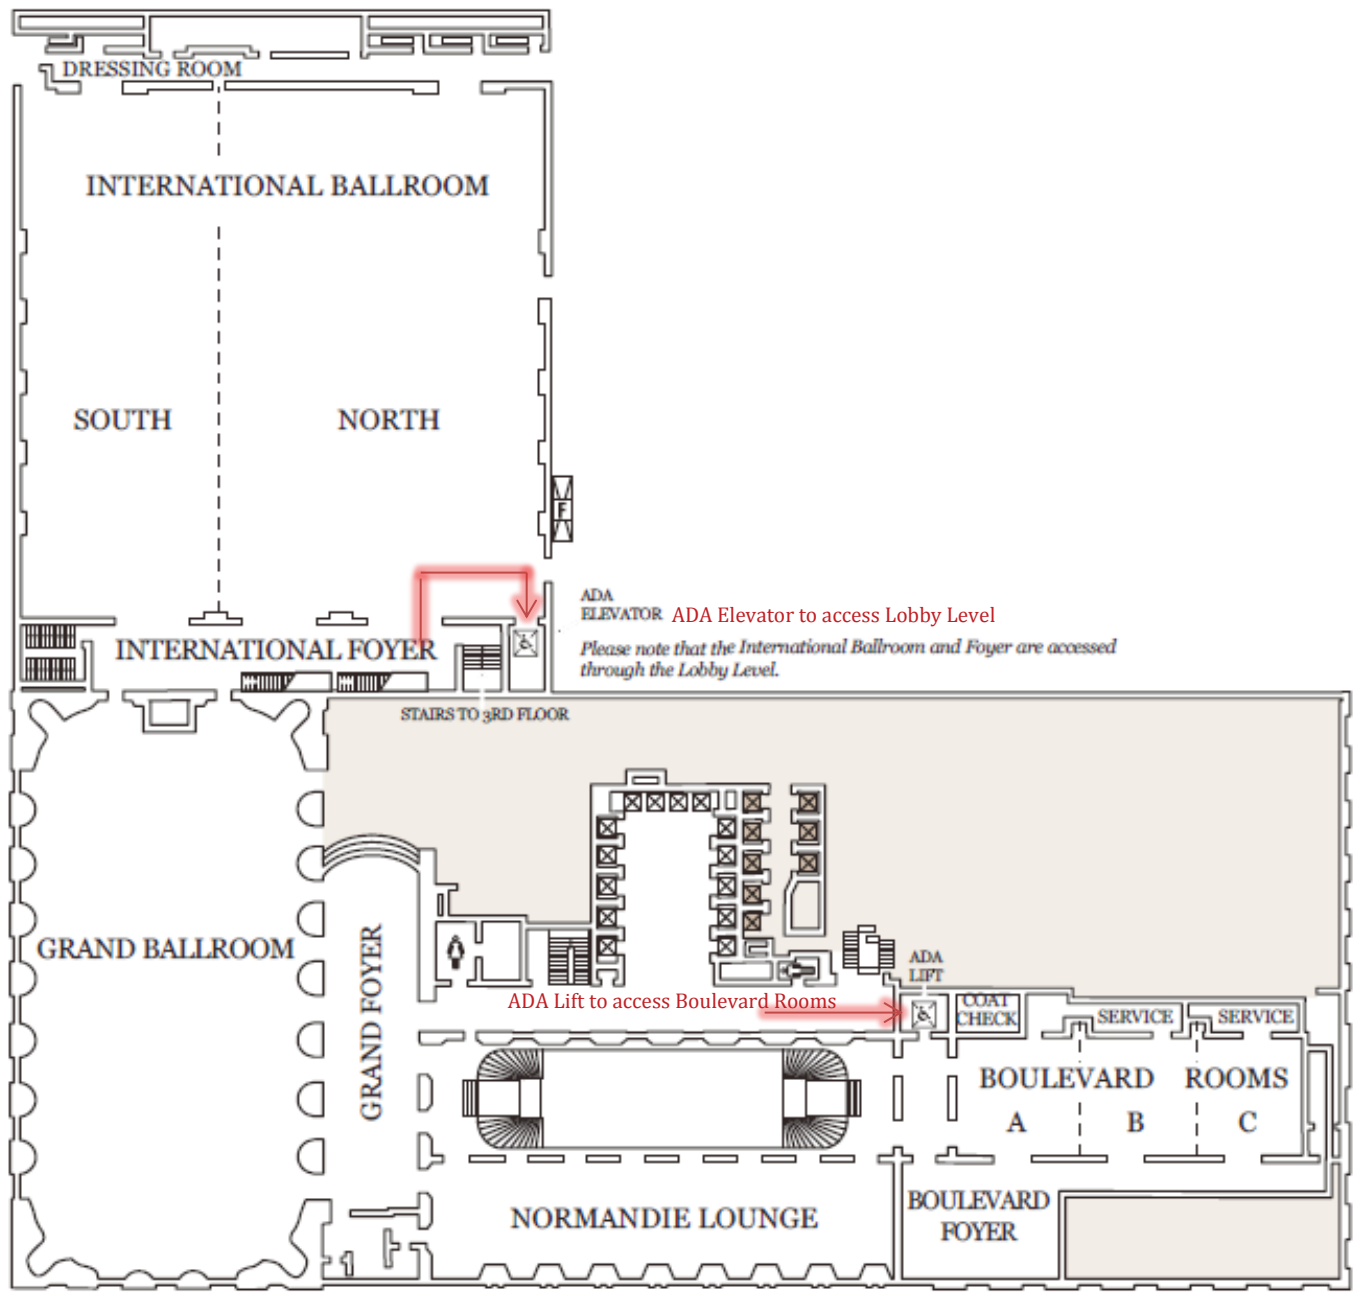 DRESSING ROOM
INTERNATIONAL BALLROOM
SOUTH
NORTH
F
ADA
ELEVATOR
ADA Elevator to access Lobby Level
Please note that the International Ballroom and Foyer are accessed
through the Lobby Level.
INTERNATIONAL FOYER
STAIRS TO 3RD FLOOR
GRAND BALLROOM
GRAND FOYER
ADA
LIFT
ADA Lift to access Boulevard Rooms
COAT
CHECK
SERVICE
SERVICE
BOULEVARD ROOMS
A B C
NORMANDIE LOUNGE
BOULEVARD
FOYER